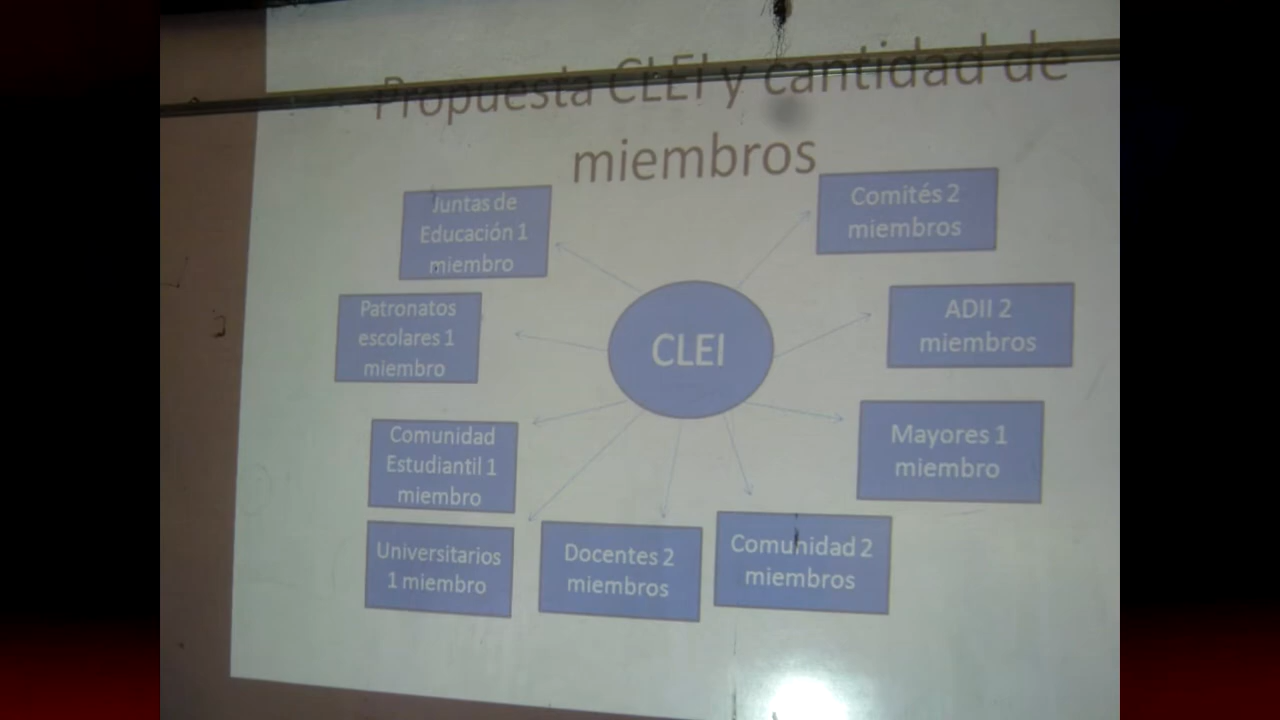 Propuesta CLEI y cantidad de
miembros
Juntas de
Educación 1
miembro
Comités 2
miembros
Patronatos
escolares 1
miembro
CLEI
ADII 2
miembros
Comunidad
Estudiantil 1
miembro
Mayores 1
miembro
Universitarios
1 miembro
Docentes 2
miembros
Comunidad 2
miembros